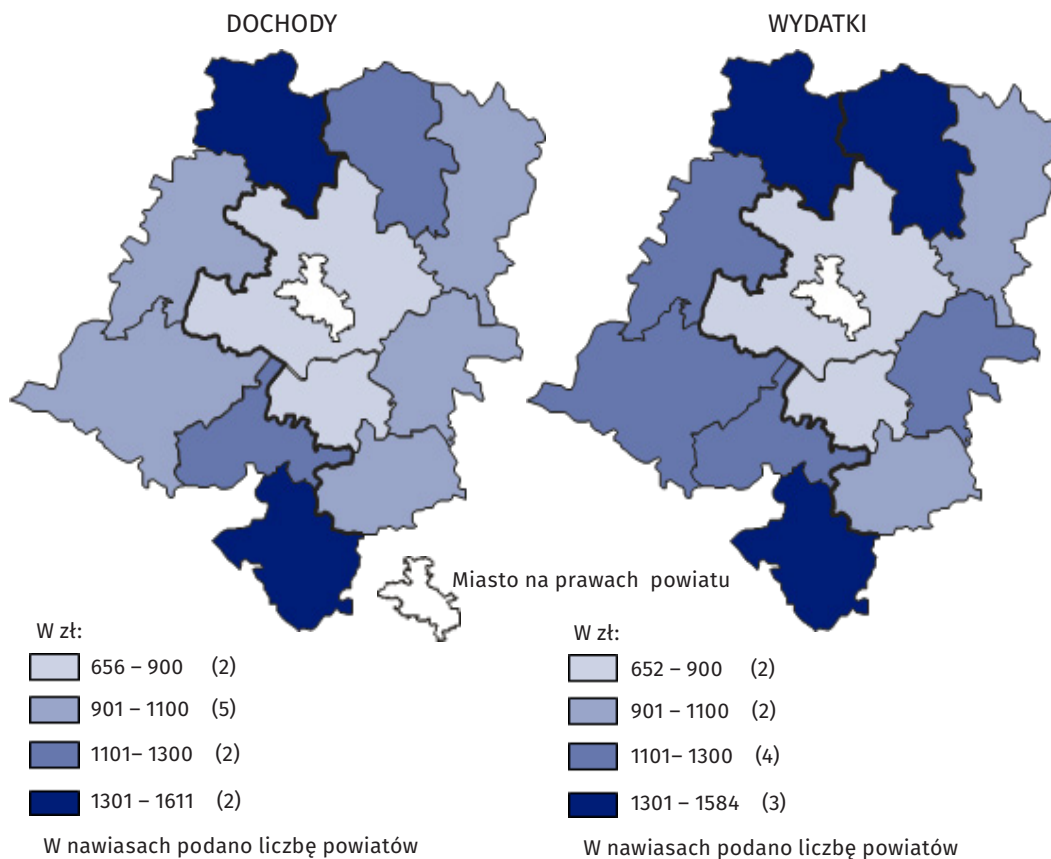 DOCHODY
WYDATKI
Miasto na prawach powiatu
W zł:
656 – 900 (2)
901 – 1100 (5)
1101– 1300 (2)
1301 – 1611 (2)
W nawiasach podano liczbę powiatów
W zł:
652 – 900 (2)
901 – 1100 (2)
1101– 1300 (4)
1301 – 1584 (3)
W nawiasach podano liczbę powiatów